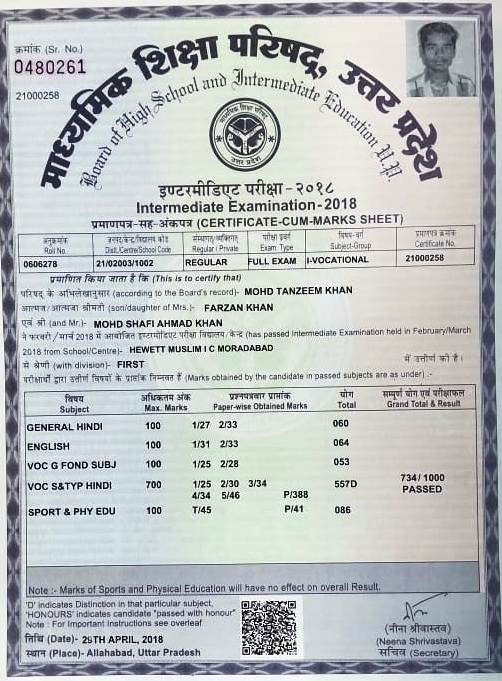 क्रमांक (Sr. No.)
0480261
21000258
माध्यमिक शिक्षा परिषद्, उत्तर प्रदेश
Board of High School and Intermediate Education U.P.
माध्यमिक शिक्षा परिषद्
उत्तर प्रदेश
इण्टरमीडिएट परीक्षा - २०१८
Intermediate Examination-2018
प्रमाणपत्र-सह-अंकपत्र (CERTIFICATE-CUM-MARKS SHEET)
अनुक्रमांक जनपद/केन्द्र/विद्यालय कोड संस्थागत/व्यक्तिगत परीक्षा प्रकार विषय-वर्ग प्रमाणपत्र क्रमांक
Roll No. Distt./Centre/School Code Regular / Private Exam. Type Subject-Group Certificate No.
0606278 21/02003/1002 REGULAR FULL EXAM I-VOCATIONAL 21000258
प्रमाणित किया जाता है कि (This is to certify that)
परिषद के अभिलेखानुसार (according to the Board's record)- MOHD TANZEEM KHAN
आत्मज/आत्मजा श्रीमती (son/daughter of Mrs.)- FARZAN KHAN
एवं श्री (and Mr.)- MOHD SHAFI AHMAD KHAN
ने फरवरी/मार्च 2018 में आयोजित इण्टरमीडिएट परीक्षा विद्यालय/केन्द्र (has passed Intermediate Examination held in February/March
2018 from School/Centre)- HEWETT MUSLIM I C MORADABAD
में उत्तीर्ण की है।
से श्रेणी (with division)- FIRST
परीक्षार्थी द्वारा उत्तीर्ण विषयों के प्राप्तांक निम्नवत हैं (Marks obtained by the candidate in passed subjects are as under) :-
विषय अधिकतम अंक प्रश्नपत्रवार प्राप्तांक योग सम्पूर्ण योग एवं परीक्षाफल
Subject Max. Marks Paper-wise Obtained Marks Total Grand Total & Result
GENERAL HINDI 100 1/27 2/33 060
ENGLISH 100 1/31 2/33 064
VOC G FOND SUBJ 100 1/25 2/28 053
VOC S&TYP HINDI 700 1/25 2/30 3/34 557D 734/1000
4/34 5/46 P/388 PASSED
SPORT & PHY EDU 100 T/45 P/41 086
Note :- Marks of Sports and Physical Education will have no effect on overall Result.
'D' indicates Distinction in that particular subject,
'HONOURS' indicates candidate "passed with honour"
Note : For Important instructions see overleaf
तिथि (Date)- 29TH APRIL, 2018
स्थान (Place)- Allahabad, Uttar Pradesh
(नीना श्रीवास्तव)
(Neena Shrivastava)
सचिव (Secretary)